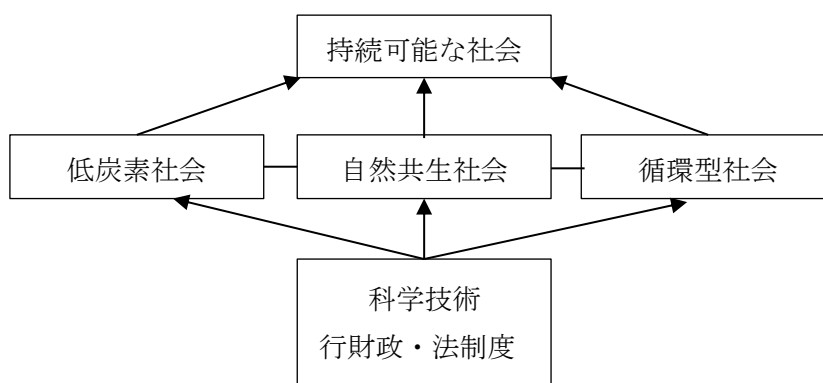 持続可能な社会
低炭素社会
自然共生社会
循環型社会
科学技術
行財政・法制度